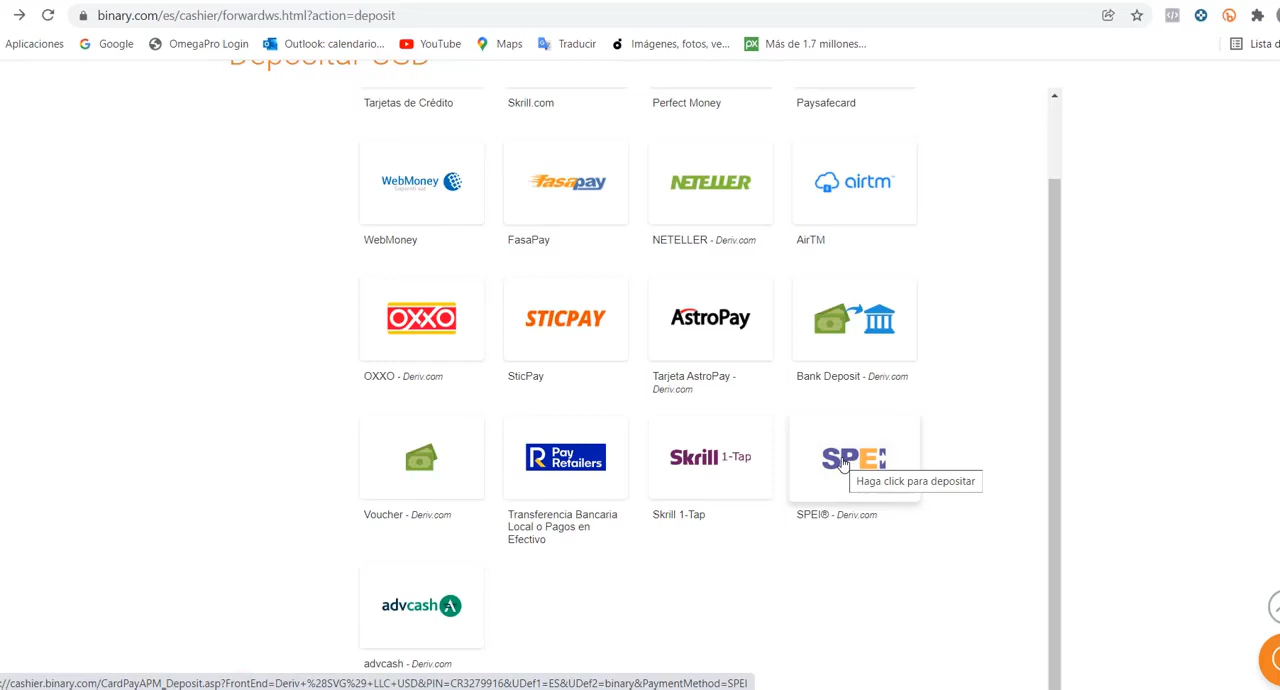 binary.com/es/cashier/forwardws.html?action=deposit
Aplicaciones Google OmegaPro Login Outlook: calendario... YouTube Maps Traducir Imágenes, fotos, ve... Más de 1.7 millones... Lista d
Depositar USD
Tarjetas de Crédito Skrill.com Perfect Money Paysafecard
WebMoney fasapay NETELLER airtm
WebMoney FasaPay NETELLER - Deriv.com AirTM
OXXO STICPAY AstroPay
OXXO - Deriv.com SticPay Tarjeta AstroPay - Bank Deposit - Deriv.com
Deriv.com
Pay
Retailers
Skrill 1-Tap SPEI
Haga click para depositar
Voucher - Deriv.com Transferencia Bancaria Skrill 1-Tap SPEI® - Deriv.com
Local o Pagos en
Efectivo
advcash
advcash - Deriv.com
://cashier.binary.com/CardPayAPM_Deposit.asp?FrontEnd=Deriv+%28SVG%29+LLC+USD&PIN=CR3279916&UDef1=ES&UDef2=binary&PaymentMethod=SPEI